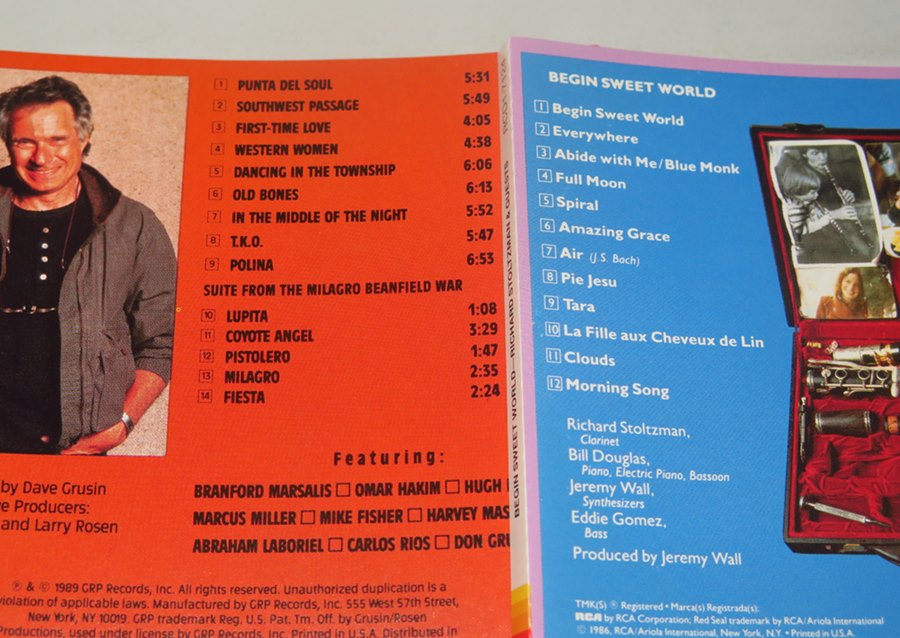 1 PUNTA DEL SOUL 5:31
2 SOUTHWEST PASSAGE 5:49
3 FIRST-TIME LOVE 4:05
4 WESTERN WOMEN 4:38
5 DANCING IN THE TOWNSHIP 6:06
6 OLD BONES 6:13
7 IN THE MIDDLE OF THE NIGHT 5:52
8 T.K.O. 5:47
9 POLINA 6:53
SUITE FROM THE MILAGRO BEANFIELD WAR
10 LUPITA 1:08
11 COYOTE ANGEL 3:29
12 PISTOLERO 1:47
13 MILAGRO 2:35
14 FIESTA 2:24
Featuring:
BRANFORD MARSALIS □ OMAR HAKIM □ HUGH
MARCUS MILLER □ MIKE FISHER □ HARVEY MAS
ABRAHAM LABORIEL □ CARLOS RIOS □ DON GRU
by Dave Grusin
ve Producers:
and Larry Rosen
℗ & © 1989 GRP Records, Inc. All rights reserved. Unauthorized duplication is a
violation of applicable laws. Manufactured by GRP Records, Inc. 555 West 57th Street,
New York, NY 10019. GRP trademark Reg. U.S. Pat. Tm. Off. by Grusin/Rosen
Productions, used under license by GRP Records, Inc. Printed in U.S.A. Distributed in
BEGIN SWEET WORLD—RICHARD STOLTZMAN & GUESTS
BEGIN SWEET WORLD
1 Begin Sweet World
2 Everywhere
3 Abide with Me/Blue Monk
4 Full Moon
5 Spiral
6 Amazing Grace
7 Air (J.S. Bach)
8 Pie Jesu
9 Tara
10 La Fille aux Cheveux de Lin
11 Clouds
12 Morning Song
Richard Stoltzman,
Clarinet
Bill Douglas,
Piano, Electric Piano, Bassoon
Jeremy Wall,
Synthesizers
Eddie Gomez,
Bass
Produced by Jeremy Wall
TMK(S) ® Registered • Marca(s) Registrada(s):
RCA by RCA Corporation; Red Seal trademark by RCA/Ariola International
© 1986, RCA/Ariola International, New York, N.Y. • Printed in U.S.A.